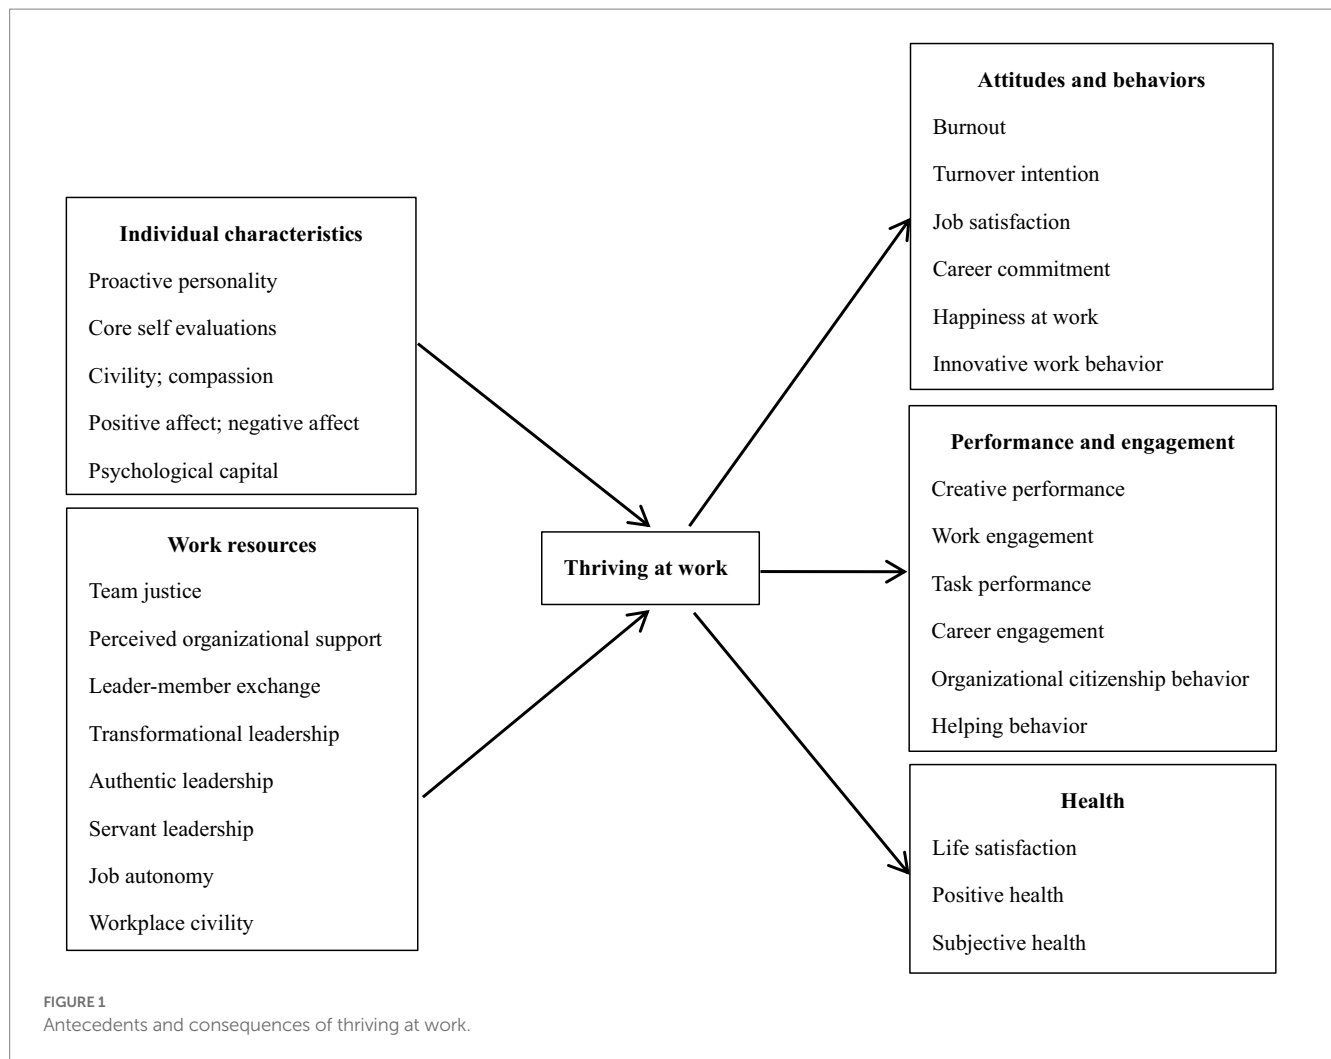 Individual characteristics
Proactive personality
Core self evaluations
Civility; compassion
Positive affect; negative affect
Psychological capital
Work resources
Team justice
Perceived organizational support
Leader-member exchange
Transformational leadership
Authentic leadership
Servant leadership
Job autonomy
Workplace civility
Thriving at work
Attitudes and behaviors
Burnout
Turnover intention
Job satisfaction
Career commitment
Happiness at work
Innovative work behavior
Performance and engagement
Creative performance
Work engagement
Task performance
Career engagement
Organizational citizenship behavior
Helping behavior
Health
Life satisfaction
Positive health
Subjective health
FIGURE 1
Antecedents and consequences of thriving at work.